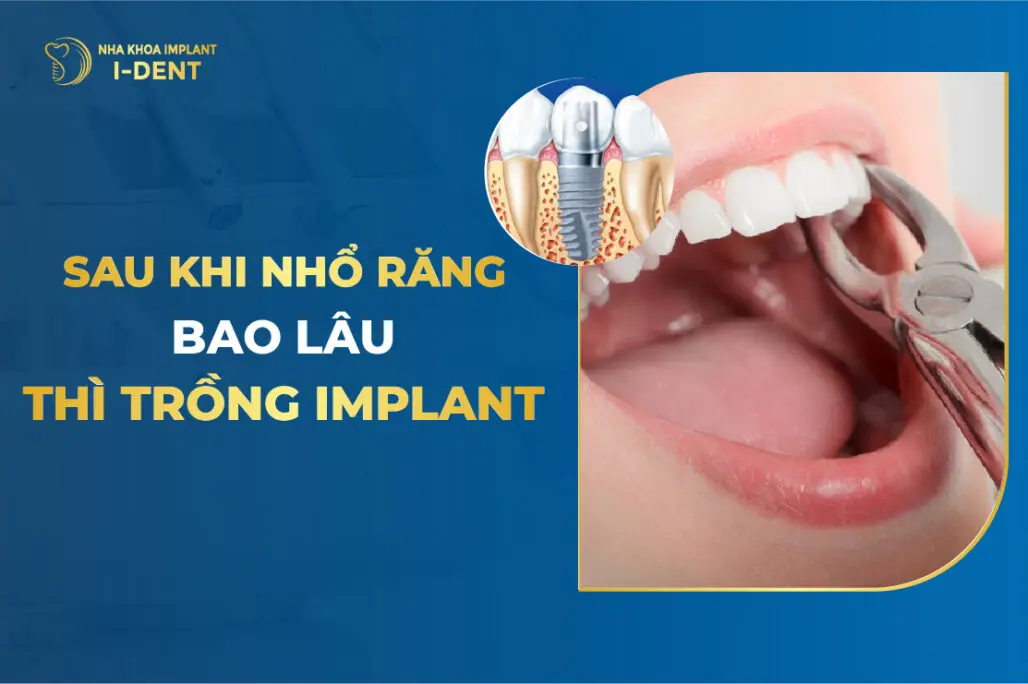 NHA KHOA IMPLANT
I-DENT
SAU KHI NHỔ RĂNG
BAO LÂU
THÌ TRỒNG IMPLANT